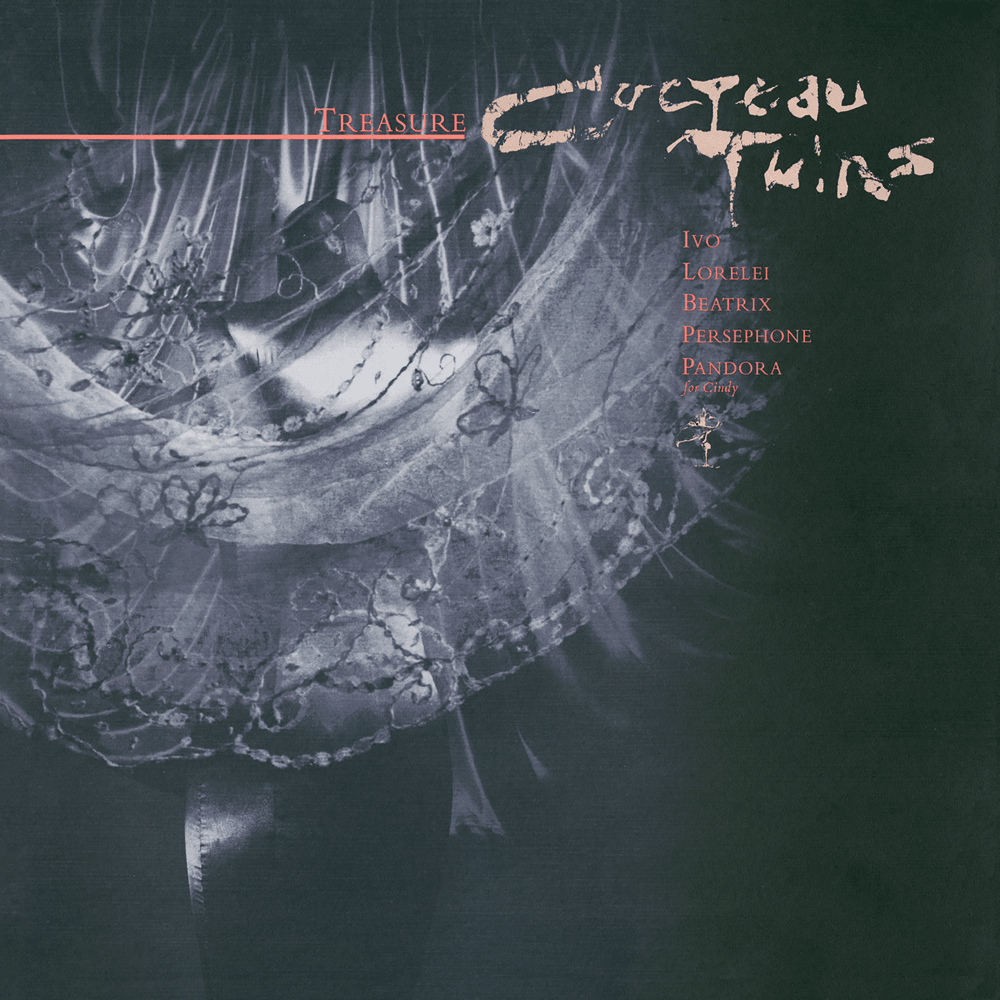 TREASURE
Cocteau
Twins
IVO
LORELEI
BEATRIX
PERSEPHONE
PANDORA
for Cindy